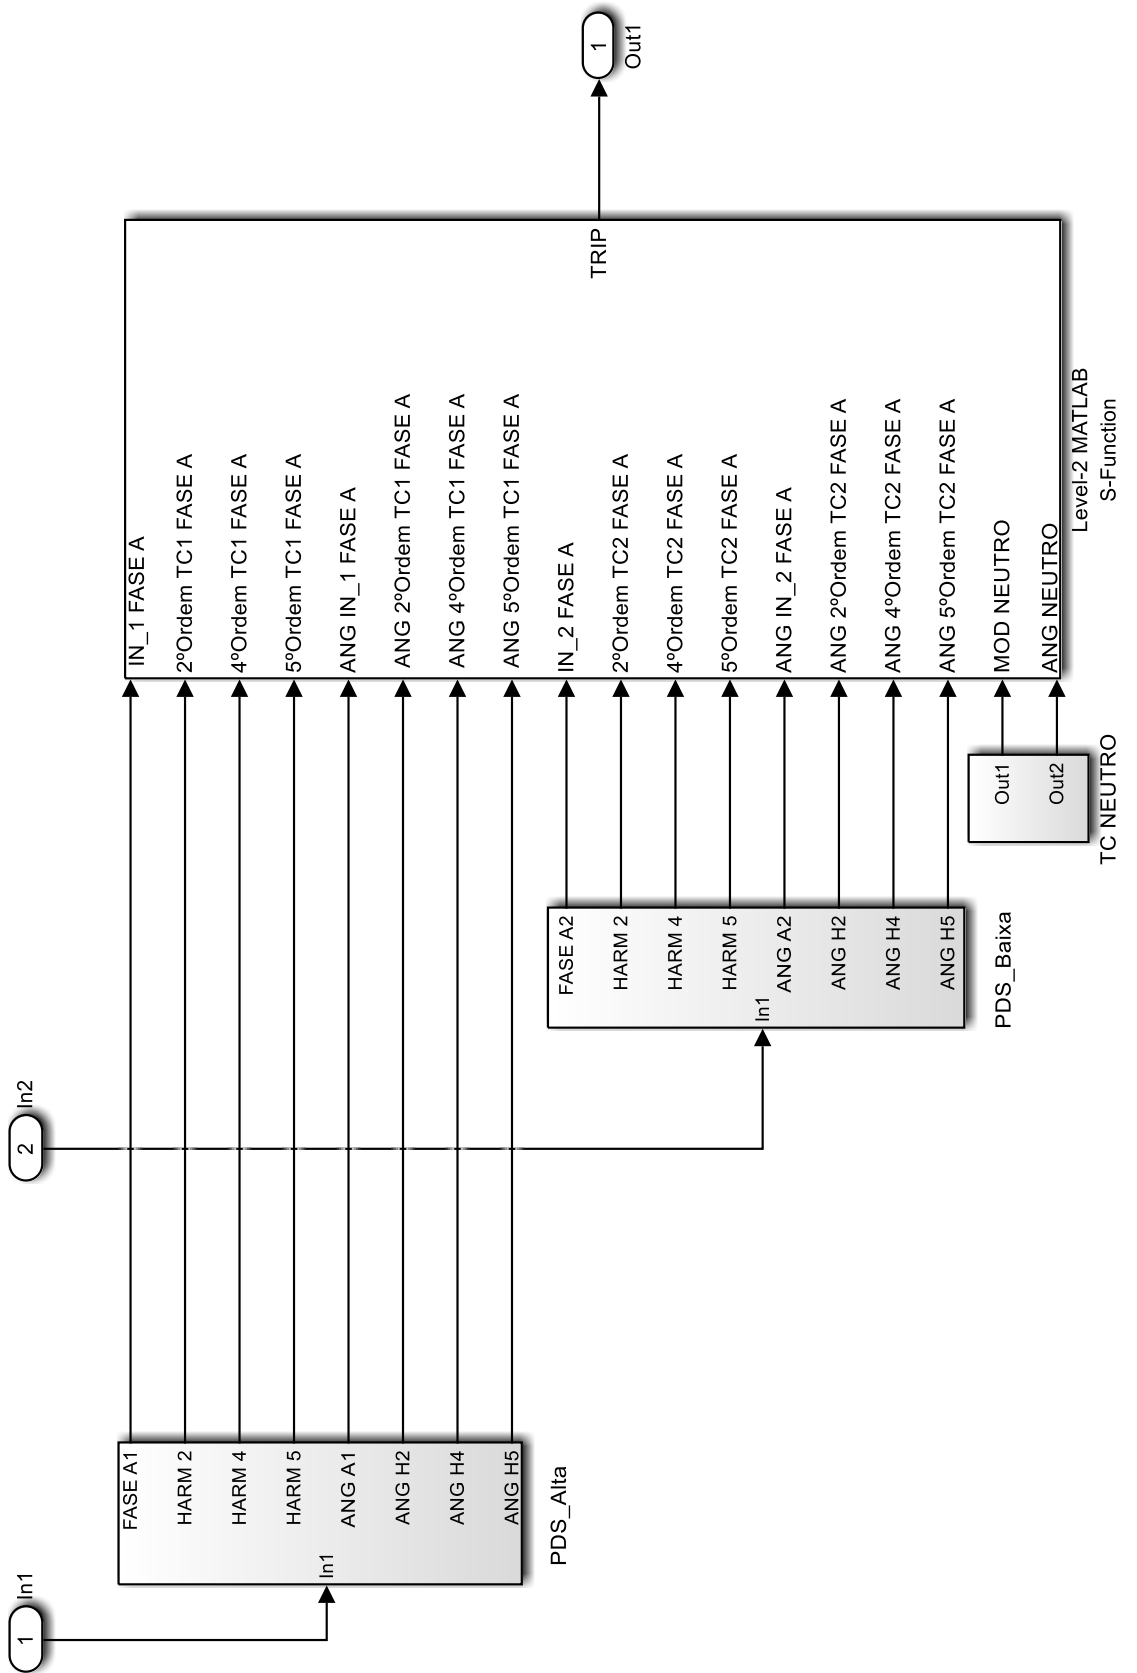 1
In1
In1
FASE A1
HARM 2
HARM 4
HARM 5
ANG A1
ANG H2
ANG H4
ANG H5
PDS_Alta
2
In2
In1
FASE A2
HARM 2
HARM 4
HARM 5
ANG A2
ANG H2
ANG H4
ANG H5
PDS_Baixa
Out1
Out2
TC NEUTRO
IN_1 FASE A
2ºOrdem TC1 FASE A
4ºOrdem TC1 FASE A
5ºOrdem TC1 FASE A
ANG IN_1 FASE A
ANG 2ºOrdem TC1 FASE A
ANG 4ºOrdem TC1 FASE A
ANG 5ºOrdem TC1 FASE A
IN_2 FASE A
2ºOrdem TC2 FASE A
4ºOrdem TC2 FASE A
5ºOrdem TC2 FASE A
ANG IN_2 FASE A
ANG 2ºOrdem TC2 FASE A
ANG 4ºOrdem TC2 FASE A
ANG 5ºOrdem TC2 FASE A
MOD NEUTRO
ANG NEUTRO
TRIP
Level-2 MATLAB
S-Function
1
Out1